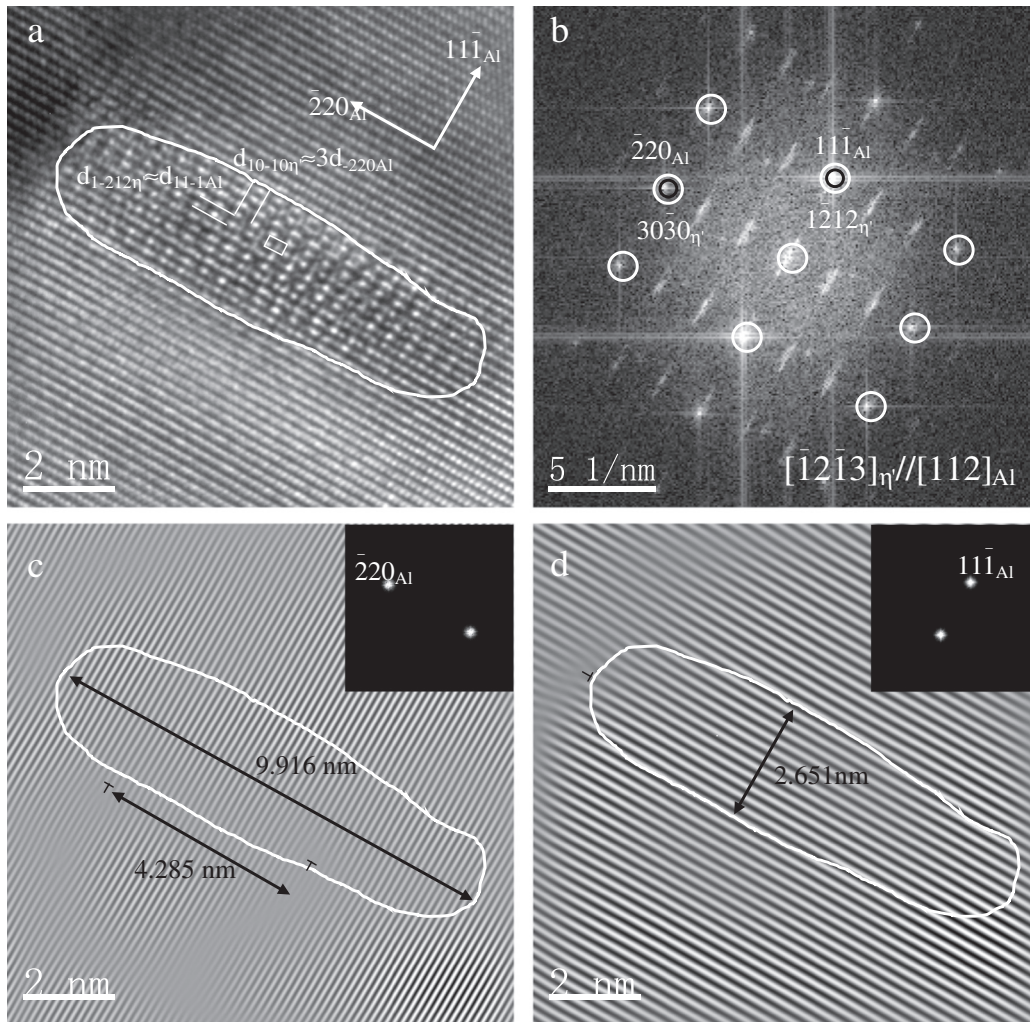 a
111̅Al
2̅20Al
d10-10η≈3d-220Al
d1-212η≈d11-1Al
2 nm
b
2̅20Al
111̅Al
303̅0η'
12̅12η'
5 1/nm
[1̅21̅3]η'//[112]Al
c
2̅20Al
9.916 nm
4.285 nm
2 nm
d
111̅Al
2.651nm
2 nm